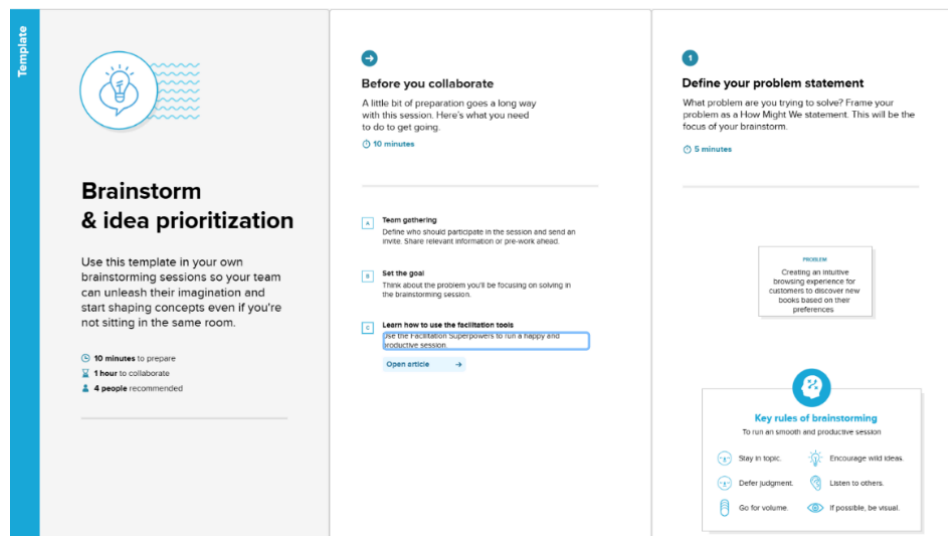 Template
Brainstorm
& idea prioritization
Use this template in your own
brainstorming sessions so your team
can unleash their imagination and
start shaping concepts even if you're
not sitting in the same room.
10 minutes to prepare
1 hour to collaborate
4 people recommended
Before you collaborate
A little bit of preparation goes a long way
with this session. Here's what you need
to do to get going.
10 minutes
A
Team gathering
Define who should participate in the session and send an
invite. Share relevant information or pre-work ahead.
B
Set the goal
Think about the problem you'll be focusing on solving in
the brainstorming session.
C
Learn how to use the facilitation tools
Use the Facilitation Superpowers to run a happy and
productive session.
Open article
1
Define your problem statement
What problem are you trying to solve? Frame your
problem as a How Might We statement. This will be the
focus of your brainstorm.
5 minutes
PROBLEM
Creating an intuitive
browsing experience for
customers to discover new
books based on their
preferences
Key rules of brainstorming
To run an smooth and productive session
Stay in topic.
Encourage wild ideas.
Defer judgment.
Listen to others.
Go for volume.
If possible, be visual.